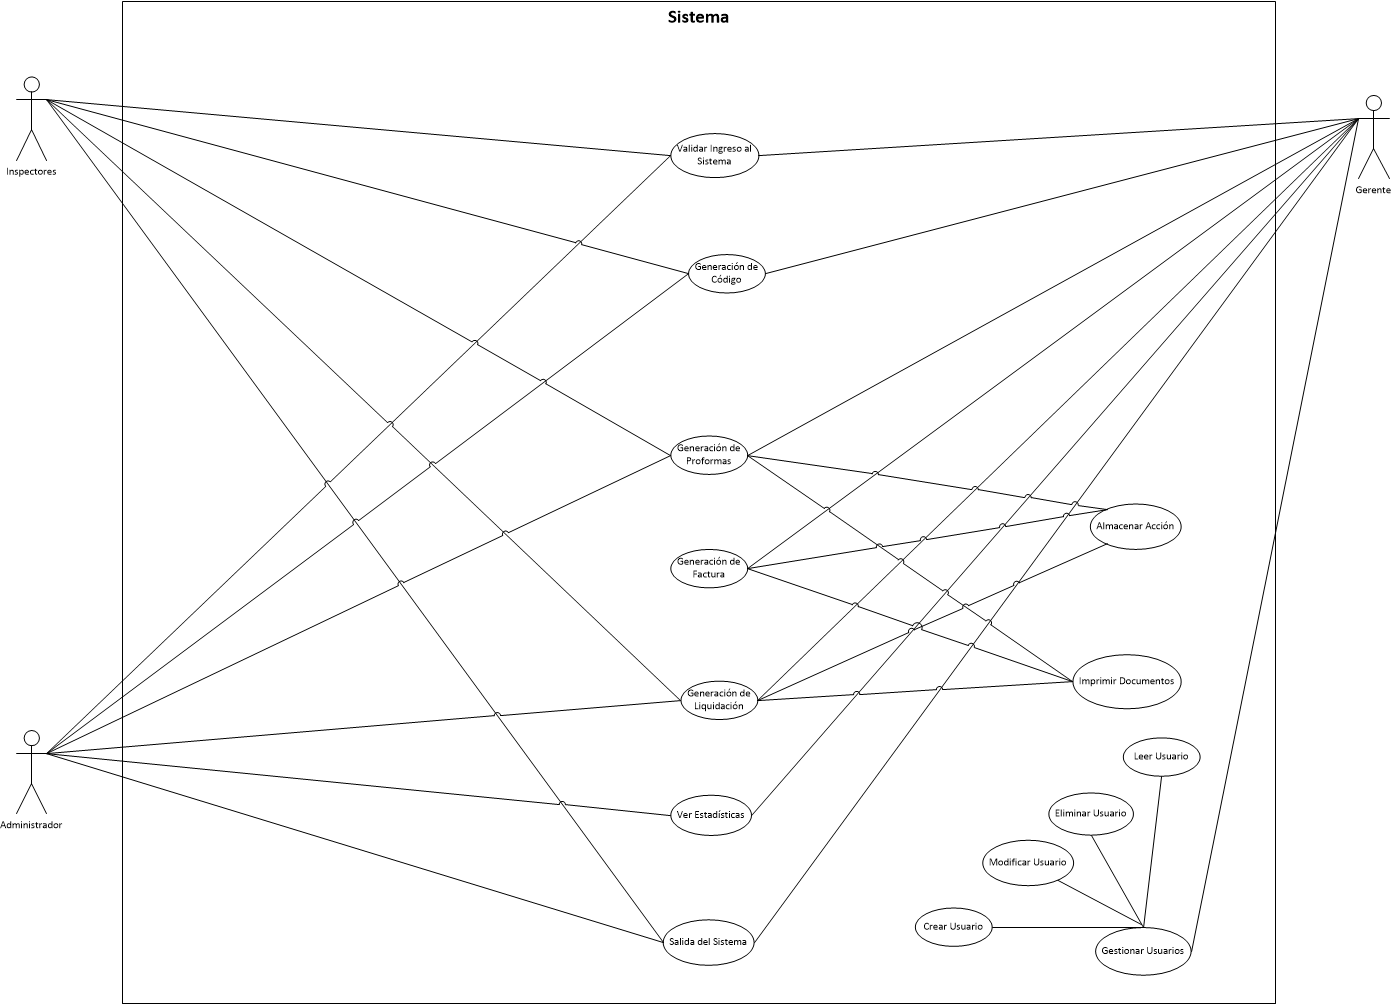 Sistema
Inspectores
Gerente
Validar Ingreso al
Sistema
Generación de
Código
Generación de
Proformas
Almacenar Acción
Generación de
Factura
Imprimir Documentos
Generación de
Liquidación
Leer Usuario
Administrador
Ver Estadísticas
Eliminar Usuario
Modificar Usuario
Crear Usuario
Salida del Sistema
Gestionar Usuarios